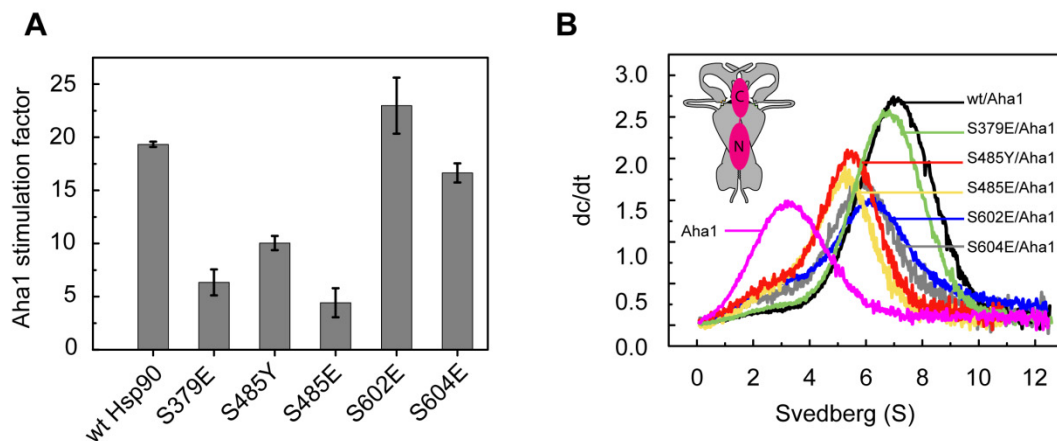 A
Aha1 stimulation factor
25
20
15
10
5
0
wt Hsp90
S379E
S485Y
S485E
S602E
S604E
B
dc/dt
3.0
2.5
2.0
1.5
1.0
0.5
0.0
C
N
wt/Aha1
S379E/Aha1
S485Y/Aha1
S485E/Aha1
S602E/Aha1
S604E/Aha1
Aha1
0 2 4 6 8 10 12
Svedberg (S)